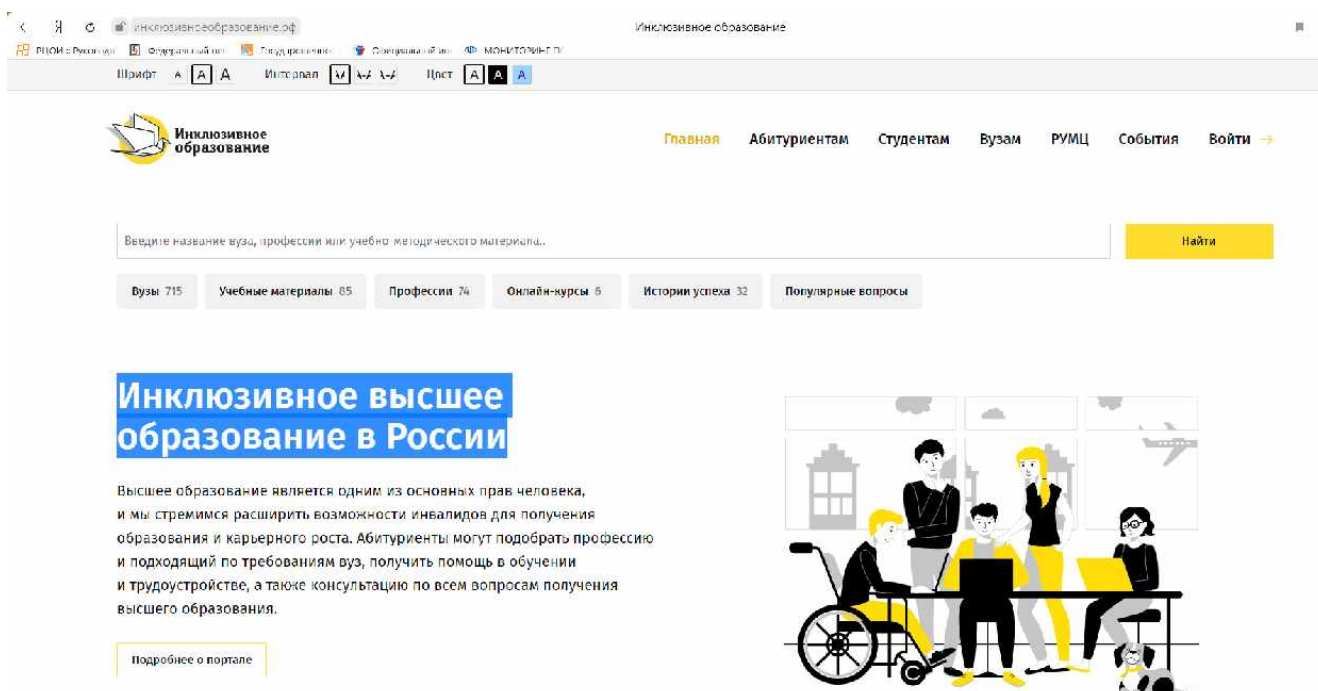 инклюзивноеобразование.рф
Инклюзивное образование
Шрифт А А А Интервал Цвет А А А
Инклюзивное
образование
Главная Абитуриентам Студентам Вузам РУМЦ События Войти →
Введите название вуза, профессии или учебно-методического материала..
Найти
Вузы 715 Учебные материалы 85 Профессии 74 Онлайн-курсы 6 Истории успеха 32 Популярные вопросы
Инклюзивное высшее
образование в России
Высшее образование является одним из основных прав человека,
и мы стремимся расширить возможности инвалидов для получения
образования и карьерного роста. Абитуриенты могут подобрать профессию
и подходящий по требованиям вуз, получить помощь в обучении
и трудоустройстве, а также консультацию по всем вопросам получения
высшего образования.
Подробнее о портале